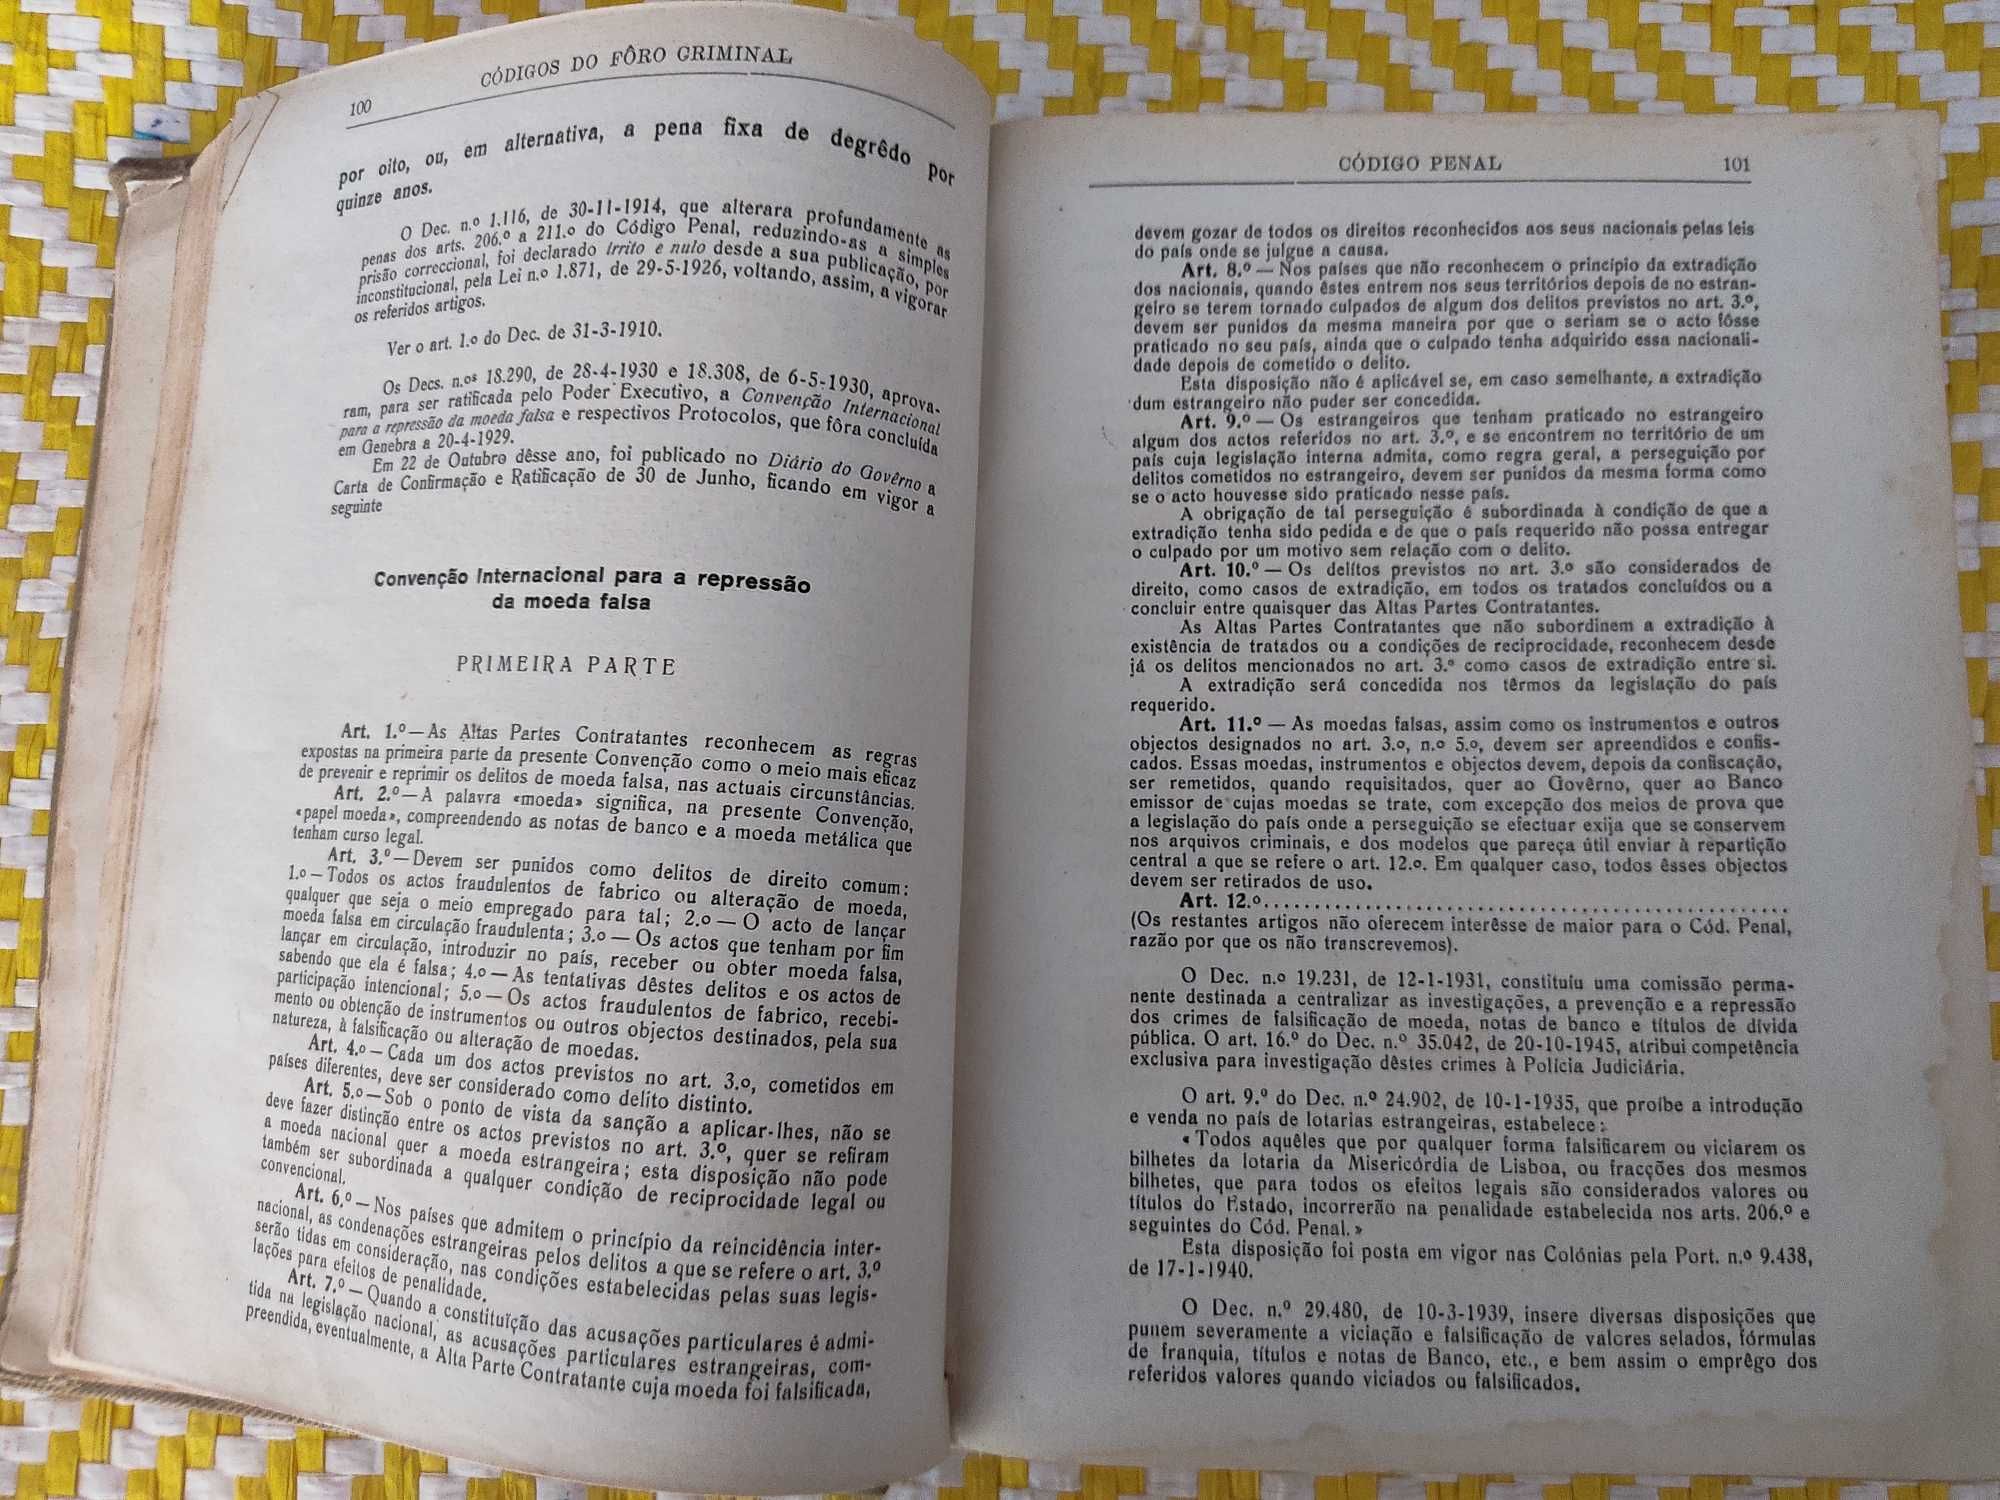 100
CÓDIGOS DO FÔRO CRIMINAL
por oito, ou, em alternativa, a pena fixa de degrêdo por
quinze anos.
O Dec. n.º 1.116, de 30-11-1914, que alterara profundamente as
penas dos arts. 206.º a 211.º do Código Penal, reduzindo-as a simples
prisão correccional, foi declarado írrito e nulo desde a sua publicação, por
inconstitucional, pela Lei n.º 1.871, de 29-5-1926, voltando, assim, a vigorar
os referidos artigos.
Ver o art. 1.º do Dec. de 31-3-1910.
Os Decs. n.os 18.290, de 28-4-1930 e 18.308, de 6-5-1930, aprova-
ram, para ser ratificada pelo Poder Executivo, a Convenção Internacional
para a repressão da moeda falsa e respectivos Protocolos, que fôra concluída
em Genebra a 20-4-1929.
Em 22 de Outubro dêsse ano, foi publicado no Diário do Govêrno a
Carta de Confirmação e Ratificação de 30 de Junho, ficando em vigor a
seguinte
Convenção Internacional para a repressão
da moeda falsa
PRIMEIRA PARTE
Art. 1.º — As Altas Partes Contratantes reconhecem as regras
expostas na primeira parte da presente Convenção como o meio mais eficaz
de prevenir e reprimir os delitos de moeda falsa, nas actuais circunstâncias.
Art. 2.º — A palavra «moeda» significa, na presente Convenção,
«papel moeda», compreendendo as notas de banco e a moeda metálica que
tenham curso legal.
Art. 3.º — Devem ser punidos como delitos de direito comum:
1.º — Todos os actos fraudulentos de fabrico ou alteração de moeda,
qualquer que seja o meio empregado para tal; 2.º — O acto de lançar
moeda falsa em circulação fraudulenta; 3.º — Os actos que tenham por fim
lançar em circulação, introduzir no país, receber ou obter moeda falsa,
sabendo que ela é falsa; 4.º — As tentativas dêstes delitos e os actos de
participação intencional; 5.º — Os actos fraudulentos de fabrico, recebi-
mento ou obtenção de instrumentos ou outros objectos destinados, pela sua
natureza, à falsificação ou alteração de moedas.
Art. 4.º — Cada um dos actos previstos no art. 3.º, cometidos em
países diferentes, deve ser considerado como delito distinto.
Art. 5.º — Sob o ponto de vista da sanção a aplicar-lhes, não se
deve fazer distinção entre os actos previstos no art. 3.º, quer se refiram
a moeda nacional quer a moeda estrangeira; esta disposição não pode
também ser subordinada a qualquer condição de reciprocidade legal ou
convencional.
Art. 6.º — Nos países que admitem o princípio da reincidência inter-
nacional, as condenações estrangeiras pelos delitos a que se refere o art. 3.º
serão tidas em consideração, nas condições estabelecidas pelas suas legis-
lações para efeitos de penalidade.
Art. 7.º — Quando a constituïção das acusações particulares é admi-
tida na legislação nacional, as acusações particulares estrangeiras, com-
preendida, eventualmente, a Alta Parte Contratante cuja moeda foi falsificada,
CÓDIGO PENAL
101
devem gozar de todos os direitos reconhecidos aos seus nacionais pelas leis
do país onde se julgue a causa.
Art. 8.º — Nos países que não reconhecem o princípio da extradição
dos nacionais, quando êstes entrem nos seus territórios depois de no estran-
geiro se terem tornado culpados de algum dos delitos previstos no art. 3.º,
devem ser punidos da mesma maneira por que o seriam se o acto fôsse
praticado no seu país, ainda que o culpado tenha adquirido essa nacionali-
dade depois de cometido o delito.
Esta disposição não é aplicável se, em caso semelhante, a extradição
dum estrangeiro não puder ser concedida.
Art. 9.º — Os estrangeiros que tenham praticado no estrangeiro
algum dos actos referidos no art. 3.º, e se encontrem no território de um
país cuja legislação interna admita, como regra geral, a perseguição por
delitos cometidos no estrangeiro, devem ser punidos da mesma forma como
se o acto houvesse sido praticado nesse país.
A obrigação de tal perseguição é subordinada à condição de que a
extradição tenha sido pedida e de que o país requerido não possa entregar
o culpado por um motivo sem relação com o delito.
Art. 10.º — Os delitos previstos no art. 3.º são considerados de
direito, como casos de extradição, em todos os tratados concluídos ou a
concluir entre quaisquer das Altas Partes Contratantes.
As Altas Partes Contratantes que não subordinem a extradição à
existência de tratados ou a condições de reciprocidade, reconhecem desde
já os delitos mencionados no art. 3.º como casos de extradição entre si.
A extradição será concedida nos têrmos da legislação do país
requerido.
Art. 11.º — As moedas falsas, assim como os instrumentos e outros
objectos designados no art. 3.º, n.º 5.º, devem ser apreendidos e confis-
cados. Essas moedas, instrumentos e objectos devem, depois da confiscação,
ser remetidos, quando requisitados, quer ao Govêrno, quer ao Banco
emissor de cujas moedas se trate, com excepção dos meios de prova que
a legislação do país onde a perseguição se efectuar exija que se conservem
nos arquivos criminais, e dos modelos que pareça útil enviar à repartição
central a que se refere o art. 12.º. Em qualquer caso, todos êsses objectos
devem ser retirados de uso.
Art. 12.º....................................................
(Os restantes artigos não oferecem interêsse de maior para o Cód. Penal,
razão por que os não transcrevemos).
O Dec. n.º 19.231, de 12-1-1931, constituíu uma comissão perma-
nente destinada a centralizar as investigações, a prevenção e a repressão
dos crimes de falsificação de moeda, notas de banco e títulos de dívida
pública. O art. 16.º do Dec. n.º 35.042, de 20-10-1945, atribui competência
exclusiva para investigação dêstes crimes à Polícia Judiciária.
O art. 9.º do Dec. n.º 24.902, de 10-1-1935, que proíbe a introdução
e venda no país de lotarias estrangeiras, estabelece:
«Todos aquêles que por qualquer forma falsificarem ou viciarem os
bilhetes da lotaria da Misericórdia de Lisboa, ou fracções dos mesmos
bilhetes, que para todos os efeitos legais são considerados valores ou
títulos do Estado, incorrerão na penalidade estabelecida nos arts. 206.º e
seguintes do Cód. Penal.»
Esta disposição foi posta em vigor nas Colónias pela Port. n.º 9.438,
de 17-1-1940.
O Dec. n.º 29.480, de 10-3-1939, insere diversas disposições que
punem severamente a viciação e falsificação de valores selados, fórmulas
de franquia, títulos e notas de Banco, etc., e bem assim o emprêgo dos
referidos valores quando viciados ou falsificados.